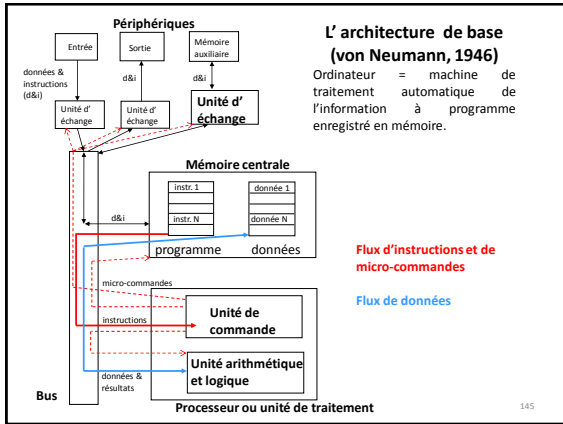 Périphériques
Entrée
Sortie
Mémoire
auxiliaire
données &
instructions
(d&i)
d&i
d&i
Unité d'
échange
Unité d'
échange
Unité d'
échange
L' architecture de base
(von Neumann, 1946)
Ordinateur = machine de
traitement automatique de
l'information à programme
enregistré en mémoire.
Mémoire centrale
instr. 1
donnée 1
d&i
instr. N
donnée N
programme
données
Flux d'instructions et de
micro-commandes
Flux de données
micro-commandes
instructions
Unité de
commande
Unité arithmétique
et logique
données &
résultats
Bus
Processeur ou unité de traitement
145